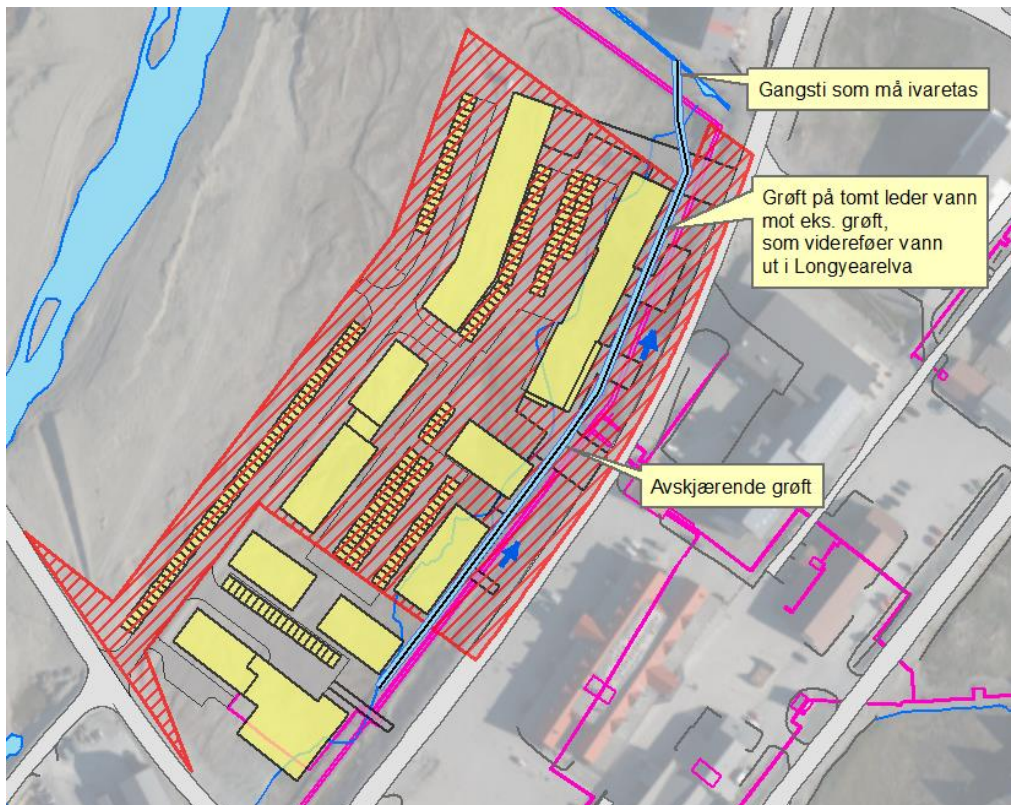 Gangsti som må ivaretas
Grøft på tomt leder vann
mot eks. grøft,
som videreføer vann
ut i Longyearelva
Avskjærende grøft